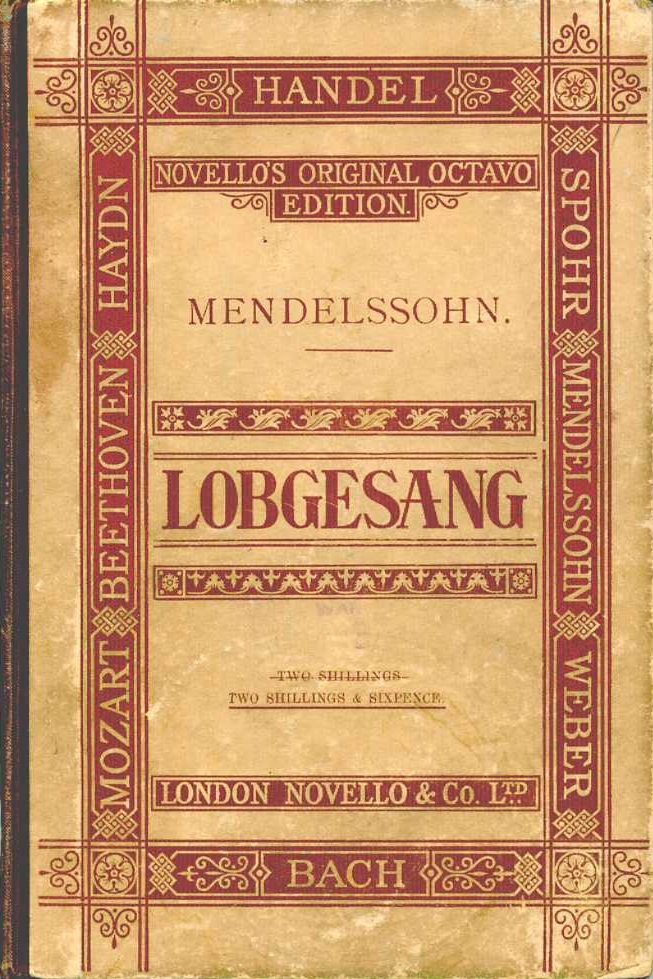 HANDEL
NOVELLO'S ORIGINAL OCTAVO
EDITION.
MENDELSSOHN.
LOBGESANG
TWO SHILLINGS
TWO SHILLINGS & SIXPENCE.
LONDON NOVELLO & Co. LTD.
BACH
HAYDN
BEETHOVEN
MOZART
SPOHR
MENDELSSOHN
WEBER